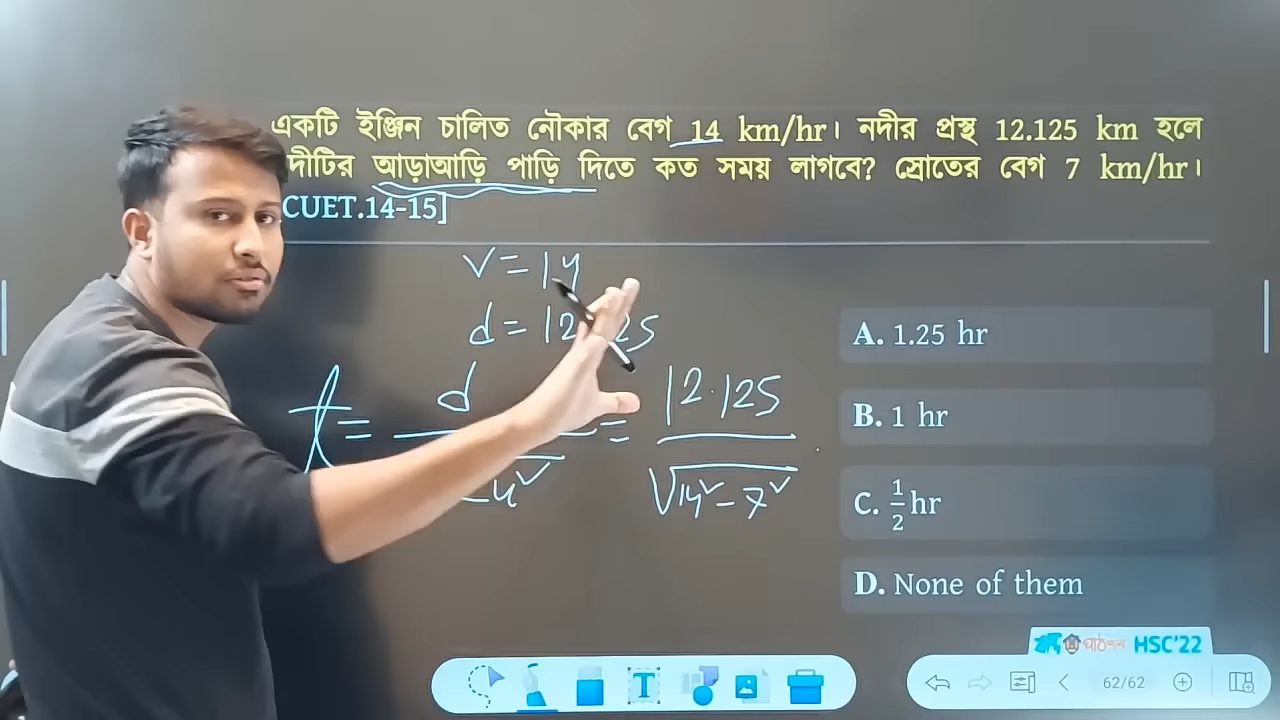 একটি ইঞ্জিন চালিত নৌকার বেগ 14 km/hr। নদীর প্রস্থ 12.125 km হলে
দীটির আড়াআড়ি পাড়ি দিতে কত সময় লাগবে? স্রোতের বেগ 7 km/hr।
CUET.14-15]
v = 14
d =
t = d = 12.125
√14² - 7²
A. 1.25 hr
B. 1 hr
C. 1/2 hr
D. None of them
পাঠশালা HSC'22
T
62/62